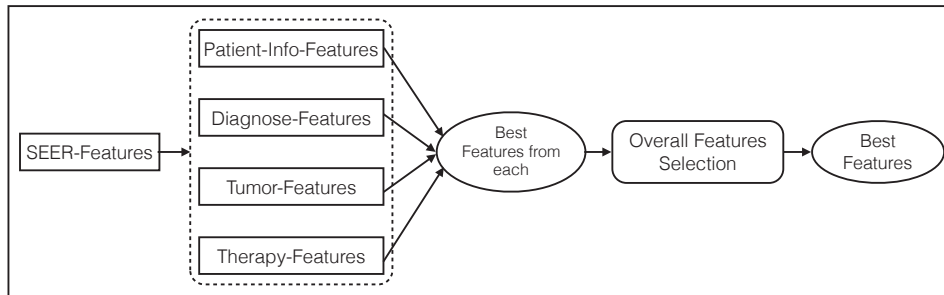 SEER-Features
Patient-Info-Features
Diagnose-Features
Tumor-Features
Therapy-Features
Best
Features from
each
Overall Features
Selection
Best
Features